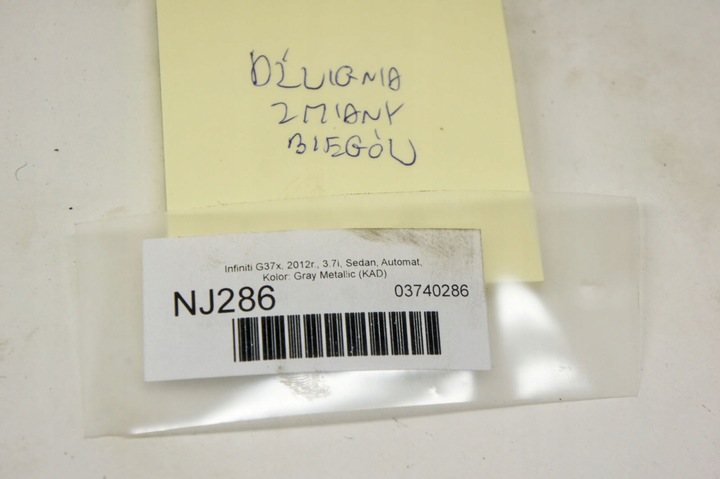 DŹWIGNIA
ZMIANY
BIEGÓW
Infiniti G37x, 2012r., 3.7i, Sedan, Automat,
Kolor: Gray Metallic (KAD)
NJ286
03740286